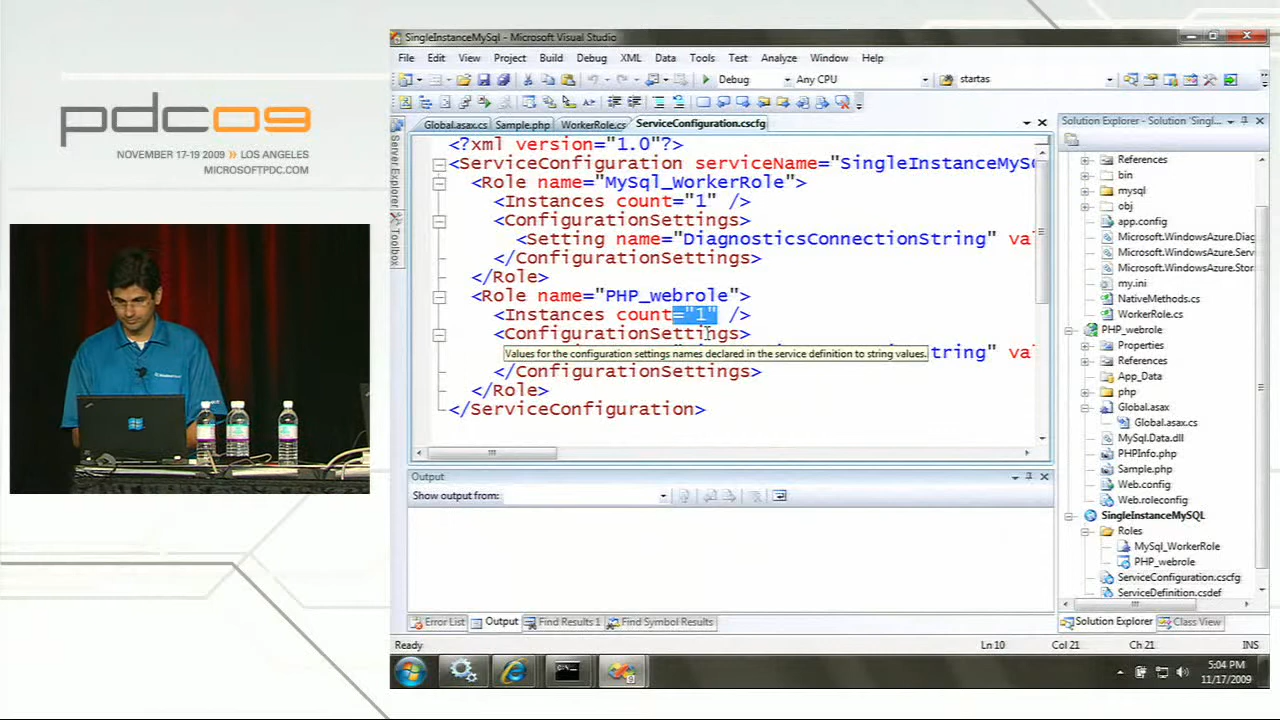 pdc09
NOVEMBER 17-19 2009 » LOS ANGELES
MICROSOFTPDC.COM
SingleInstanceMySql - Microsoft Visual Studio
File Edit View Project Build Debug XML Data Tools Test Analyze Window Help
Debug Any CPU startas
Global.asax.cs Sample.php WorkerRole.cs ServiceConfiguration.cscfg
Server Explorer
Toolbox
<?xml version="1.0"?>
<ServiceConfiguration serviceName="SingleInstanceMySQ
<Role name="MySql_WorkerRole">
<Instances count="1" />
<ConfigurationSettings>
<Setting name="DiagnosticsConnectionString" val
</ConfigurationSettings>
</Role>
<Role name="PHP_webrole">
<Instances count="1" />
<ConfigurationSettings>
Values for the configuration settings names declared in the service definition to string values.
tring" val
</ConfigurationSettings>
</Role>
</ServiceConfiguration>
Output
Show output from:
Error List Output Find Results 1 Find Symbol Results
Solution Explorer - Solution 'Singl...
References
bin
mysql
obj
app.config
Microsoft.WindowsAzure.Diag
Microsoft.WindowsAzure.Serv
Microsoft.WindowsAzure.Stor
my.ini
NativeMethods.cs
WorkerRole.cs
PHP_webrole
Properties
References
App_Data
php
Global.asax
Global.asax.cs
MySql.Data.dll
PHPInfo.php
Sample.php
Web.config
Web.roleconfig
SingleInstanceMySQL
Roles
MySql_WorkerRole
PHP_webrole
ServiceConfiguration.cscfg
ServiceDefinition.csdef
Solution Explorer Class View
Ready Ln 10 Col 21 Ch 21 INS
5:04 PM
11/17/2009